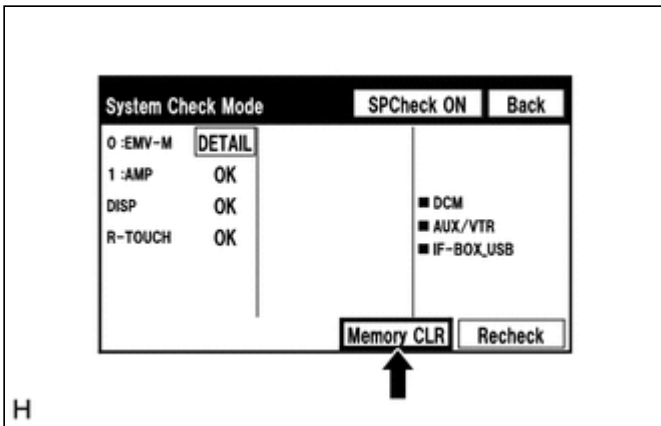 System Check Mode SPCheck ON Back
0 :EMV-M DETAIL
1 :AMP OK
DISP OK
R-TOUCH OK
■ DCM
■ AUX/VTR
■ IF-BOX_USB
Memory CLR Recheck
H